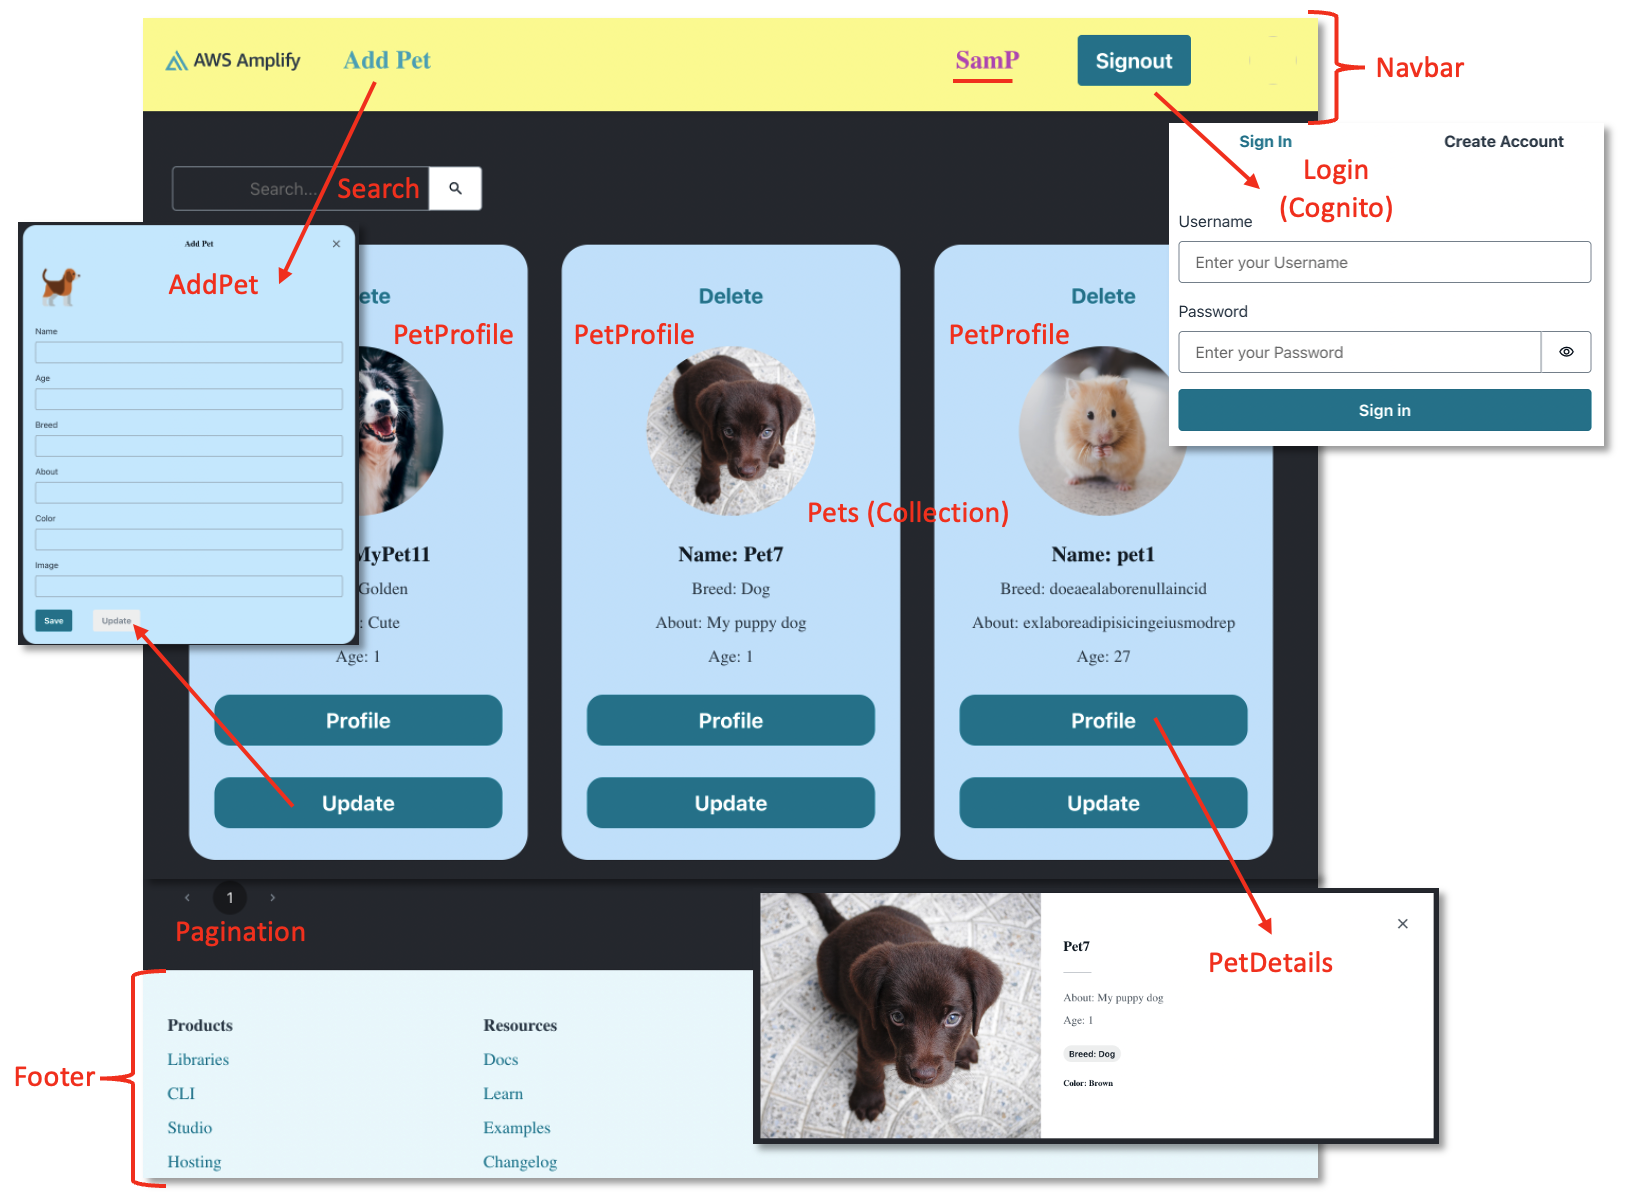 AWS Amplify
Add Pet
SamP
Signout
Navbar
Search...
Search
Sign In
Create Account
Login
(Cognito)
Username
Enter your Username
Password
Enter your Password
Sign in
Add Pet
AddPet
Name
Age
Breed
About
Color
Image
Save
Update
ete
PetProfile
MyPet11
Golden
: Cute
Age: 1
Profile
Update
Delete
PetProfile
Pets (Collection)
Name: Pet7
Breed: Dog
About: My puppy dog
Age: 1
Profile
Update
Delete
PetProfile
Name: pet1
Breed: doeaealaborenullaincid
About: exlaboreadipisicingeiusmodrep
Age: 27
Profile
Update
1
Pagination
Pet7
PetDetails
About: My puppy dog
Age: 1
Breed: Dog
Color: Brown
Footer
Products
Libraries
CLI
Studio
Hosting
Resources
Docs
Learn
Examples
Changelog